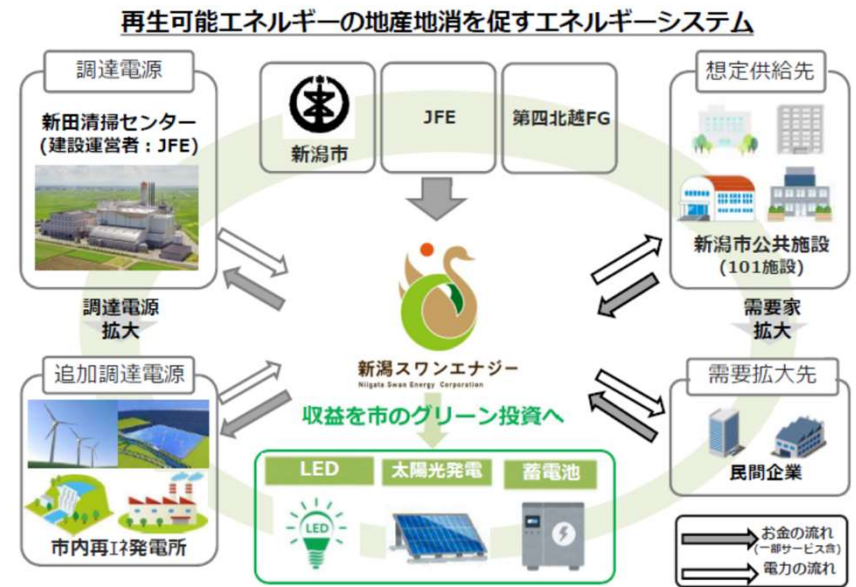 再生可能エネルギーの地産地消を促すエネルギーシステム
調達電源
新田清掃センター
(建設運営者：JFE)
新潟市
JFE
第四北越FG
想定供給先
新潟市公共施設
(101施設)
調達電源
拡大
需要家
拡大
新潟スワンエナジー
Niigata Swan Energy Corporation
追加調達電源
市内再ｴﾈ発電所
収益を市のグリーン投資へ
LED
太陽光発電
蓄電池
LED
需要拡大先
民間企業
お金の流れ
(一部サービス含)
電力の流れ